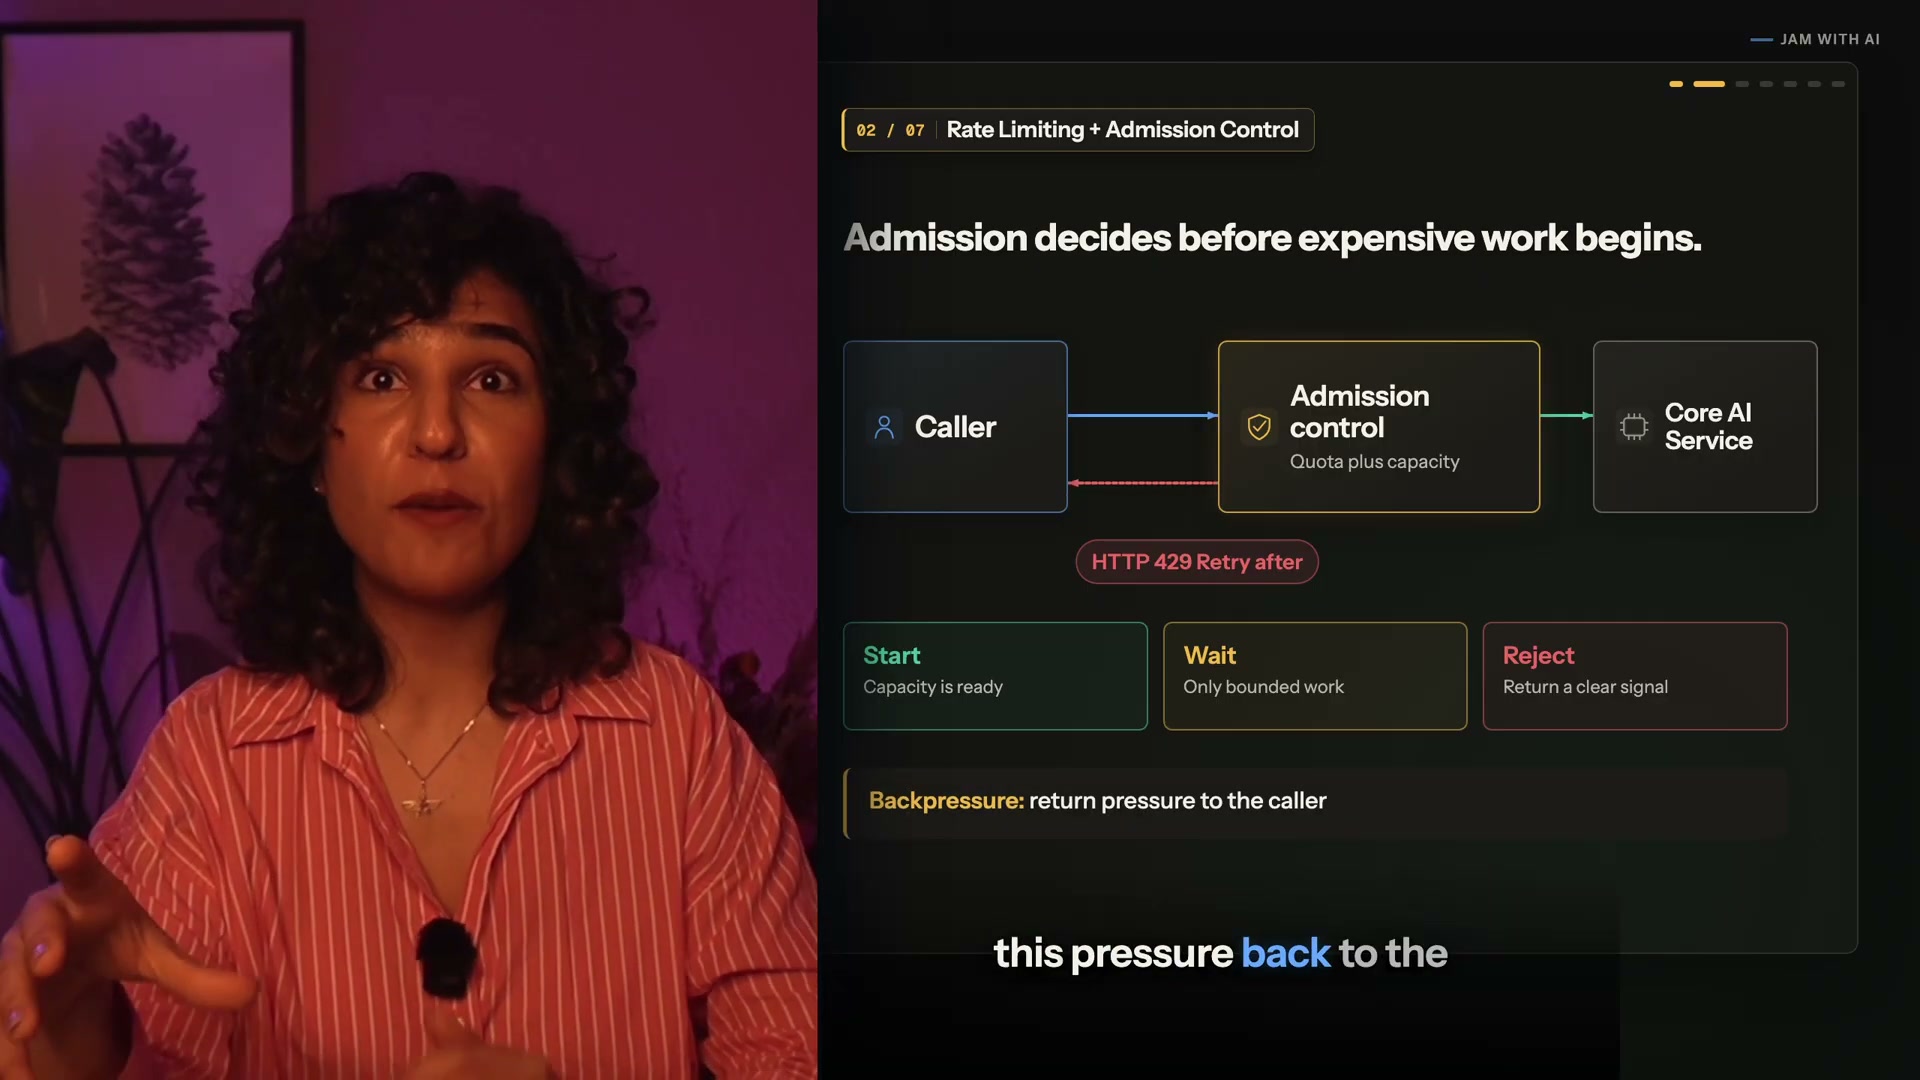 JAM WITH AI
02 / 07 Rate Limiting + Admission Control
Admission decides before expensive work begins.
Caller
Admission
control
Quota plus capacity
Core AI
Service
HTTP 429 Retry after
Start
Capacity is ready
Wait
Only bounded work
Reject
Return a clear signal
Backpressure: return pressure to the caller
this pressure back to the